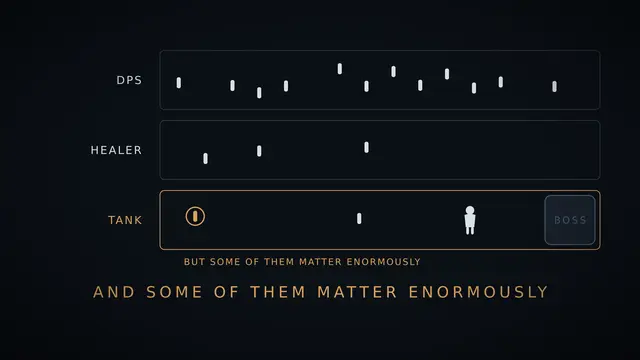 DPS
HEALER
TANK
BOSS
BUT SOME OF THEM MATTER ENORMOUSLY
AND SOME OF THEM MATTER ENORMOUSLY